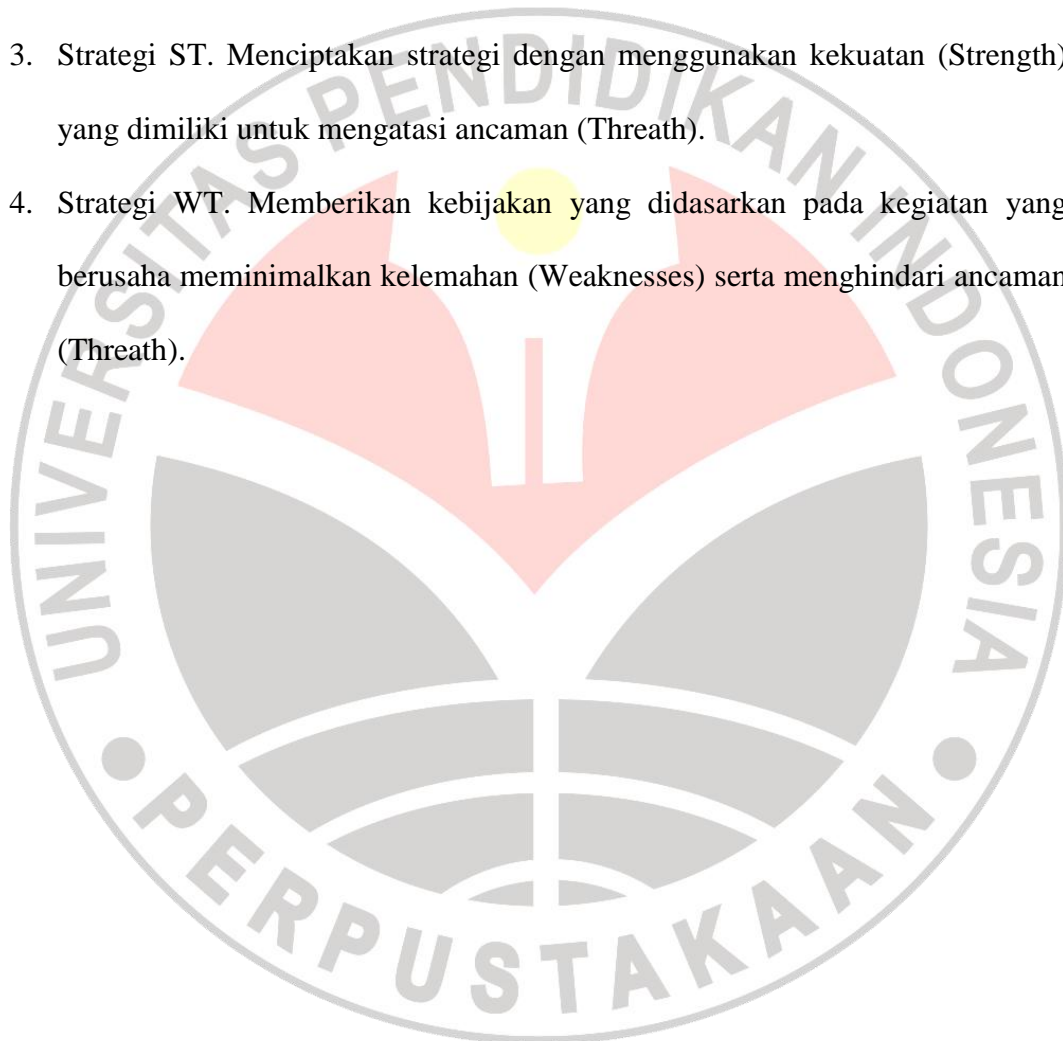 3. Strategi ST. Menciptakan strategi dengan menggunakan kekuatan (Strength)
yang dimiliki untuk mengatasi ancaman (Threath).
4. Strategi WT. Memberikan kebijakan yang didasarkan pada kegiatan yang
berusaha meminimalkan kelemahan (Weaknesses) serta menghindari ancaman
(Threath).
UNIVERSITAS PENDIDIKAN INDONESIA
PERPUSTAKAAN